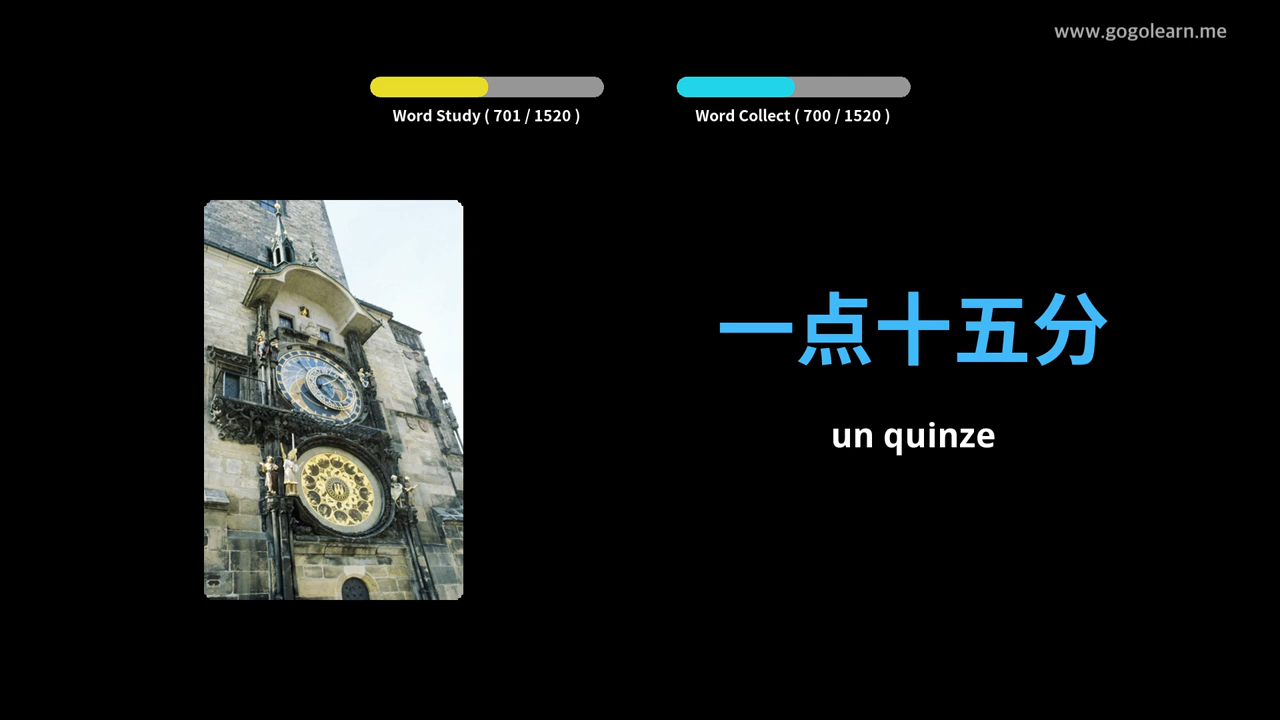 www.gogolearn.me
Word Study ( 701 / 1520 )
Word Collect ( 700 / 1520 )
一点十五分
un quinze